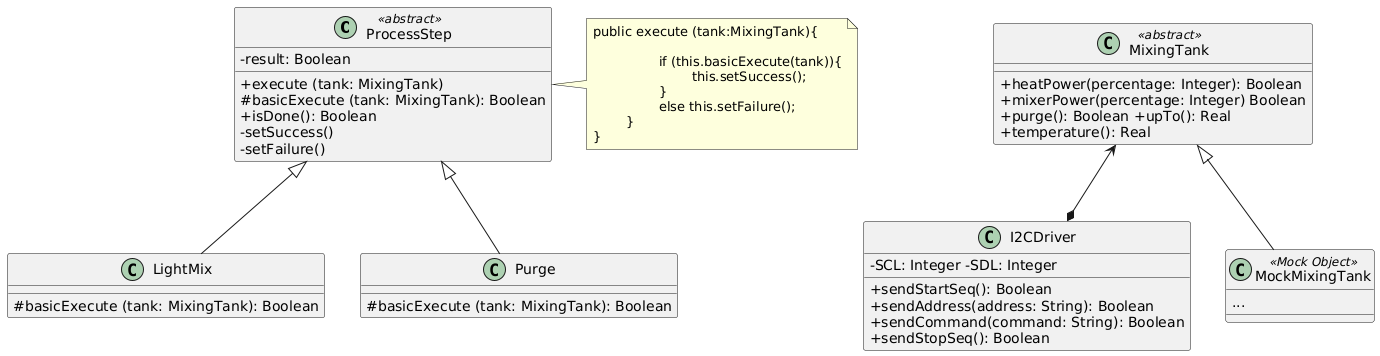 «abstract»
C ProcessStep
-result: Boolean
+execute (tank: MixingTank)
#basicExecute (tank: MixingTank): Boolean
+isDone(): Boolean
-setSuccess()
-setFailure()
public execute (tank:MixingTank){
if (this.basicExecute(tank)){
this.setSuccess();
}
else this.setFailure();
}
}
«abstract»
C MixingTank
+heatPower(percentage: Integer): Boolean
+mixerPower(percentage: Integer) Boolean
+purge(): Boolean +upTo(): Real
+temperature(): Real
C LightMix
#basicExecute (tank: MixingTank): Boolean
C Purge
#basicExecute (tank: MixingTank): Boolean
C I2CDriver
-SCL: Integer -SDL: Integer
+sendStartSeq(): Boolean
+sendAddress(address: String): Boolean
+sendCommand(command: String): Boolean
+sendStopSeq(): Boolean
«Mock Object»
C MockMixingTank
...